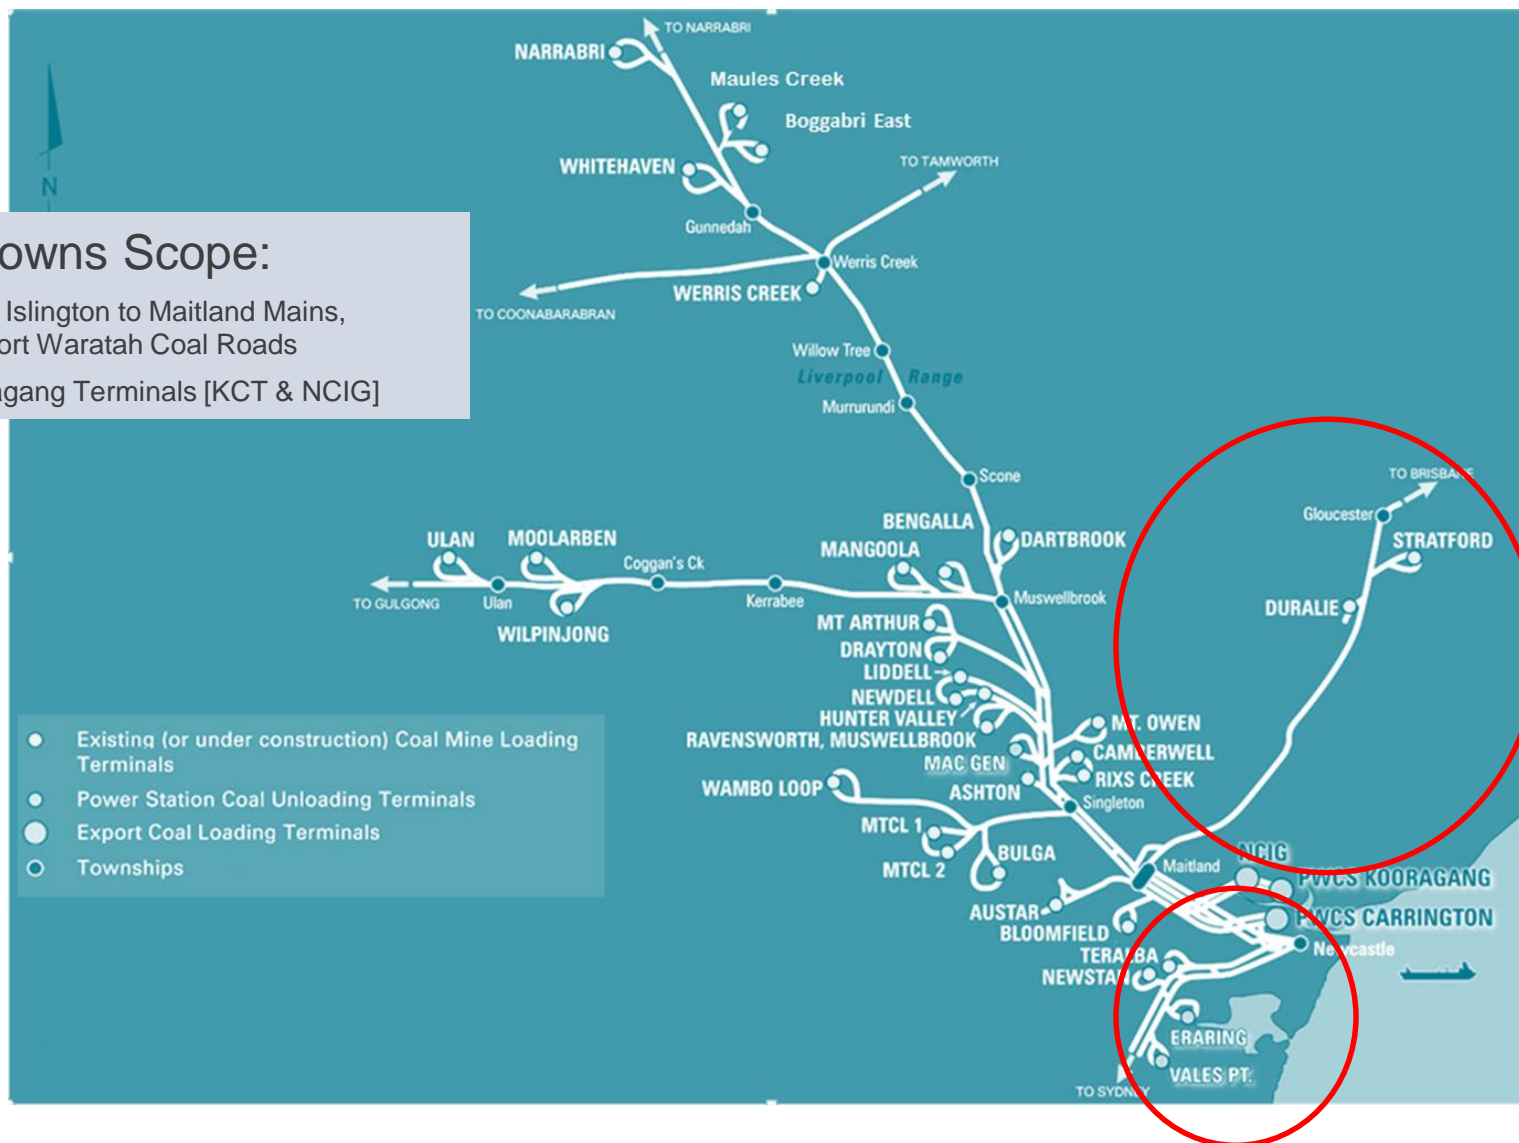 TO NARRABRI
NARRABRI
Maules Creek
Boggabri East
WHITEHAVEN
TO TAMWORTH
N
Gunnedah
owns Scope:
Islington to Maitland Mains,
ort Waratah Coal Roads
agang Terminals [KCT & NCIG]
Werris Creek
WERRIS CREEK
TO COONABARABRAN
Willow Tree
Liverpool Range
Murrurundi
Scone
TO BRISBANE
Gloucester
STRATFORD
BENGALLA
DARTBROOK
ULAN
MOOLARBEN
MANGOOLA
Coggan's Ck
TO GULGONG
Ulan
Kerrabee
Muswellbrook
DURALIE
WILPINJONG
MT ARTHUR
DRAYTON
LIDDELL
NEWDELL
HUNTER VALLEY
MT. OWEN
RAVENSWORTH, MUSWELLBROOK
CAMBERWELL
MAC GEN
RIXS CREEK
WAMBO LOOP
ASHTON
Singleton
MTCL 1
MTCL 2
BULGA
Maitland
NCIG
PWCS KOORAGANG
AUSTAR
PWCS CARRINGTON
BLOOMFIELD
Newcastle
TERALBA
NEWSTAN
ERARING
VALES PT.
TO SYDNEY
Existing (or under construction) Coal Mine Loading
Terminals
Power Station Coal Unloading Terminals
Export Coal Loading Terminals
Townships